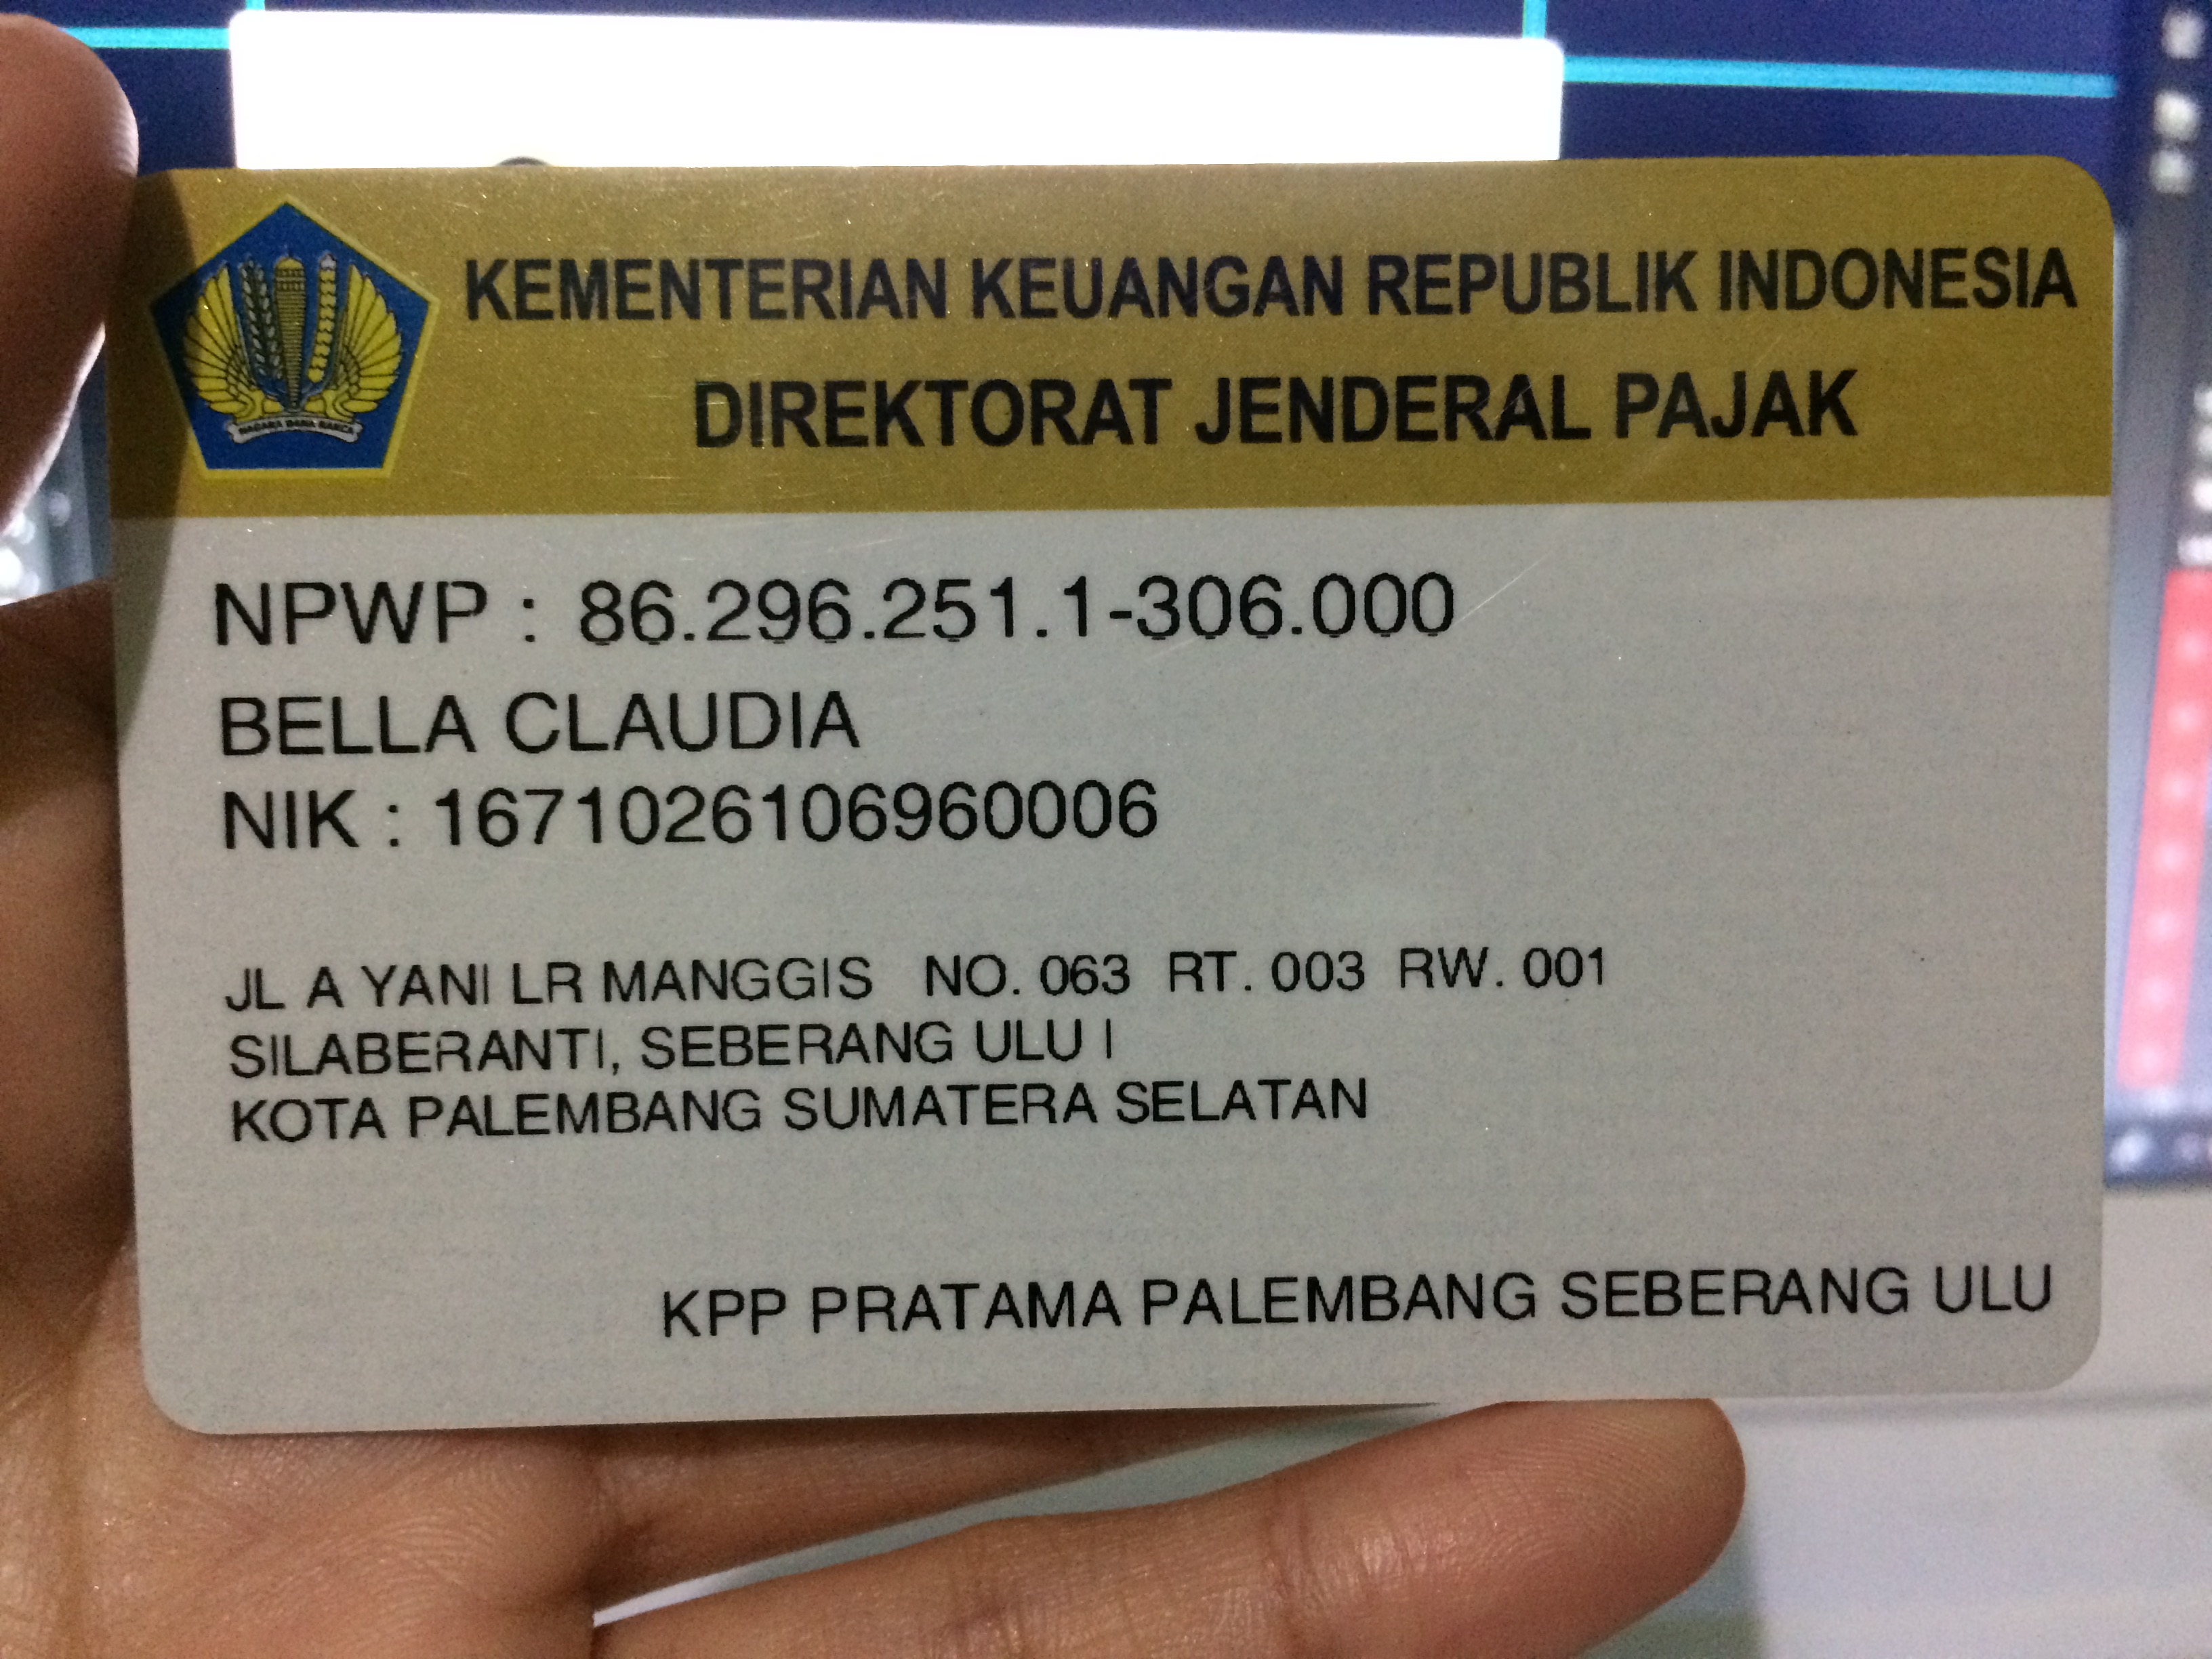 KEMENTERIAN KEUANGAN REPUBLIK INDONESIA
DIREKTORAT JENDERAL PAJAK
NAGARA DANA RAKCA
NPWP : 86.296.251.1-306.000
BELLA CLAUDIA
NIK : 1671026106960006
JL A YANI LR MANGGIS NO. 063 RT. 003 RW. 001
SILABERANTI, SEBERANG ULU I
KOTA PALEMBANG SUMATERA SELATAN
KPP PRATAMA PALEMBANG SEBERANG ULU